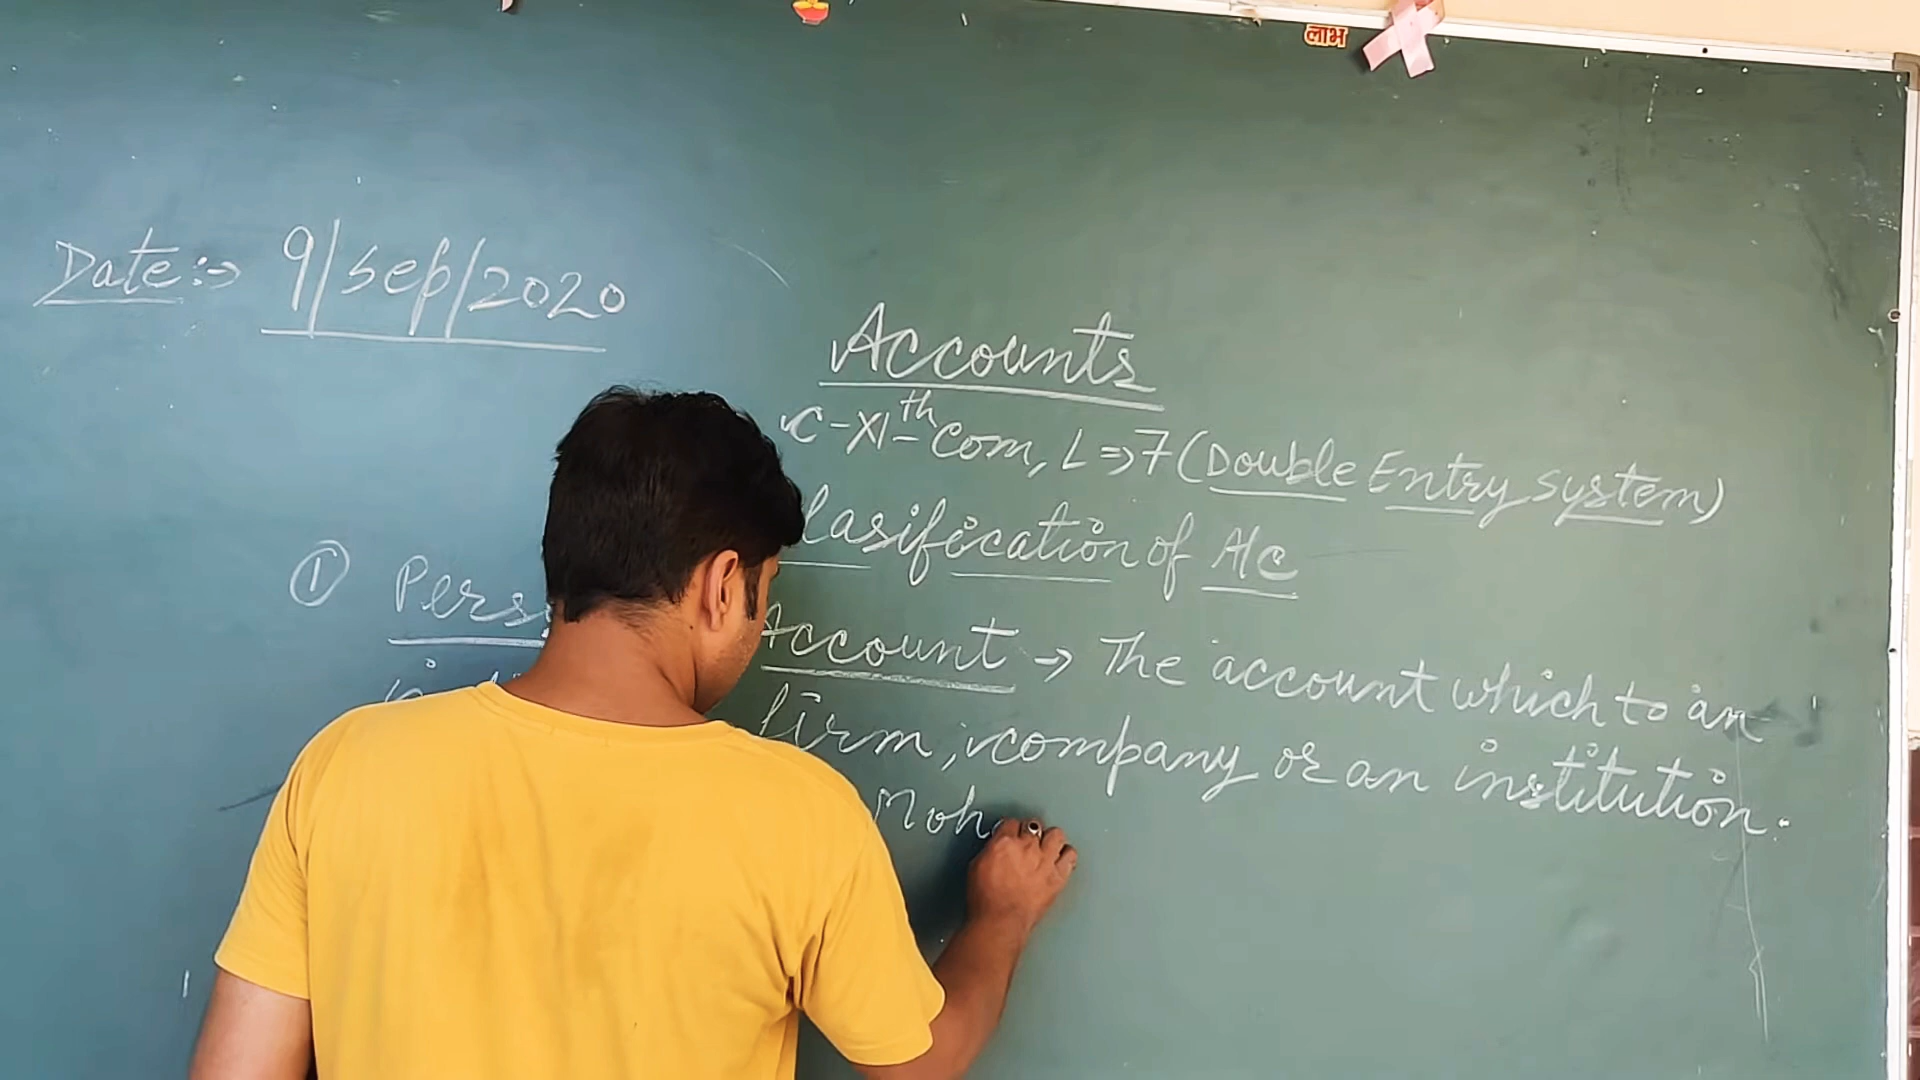 लाभ
Date:-> 9/Sep/2020
Accounts
C-XIth Com, L=>7 (Double Entry System)
lasification of A/c
① Pers Account -> The account which to an
firm, company or an institution.
Moh